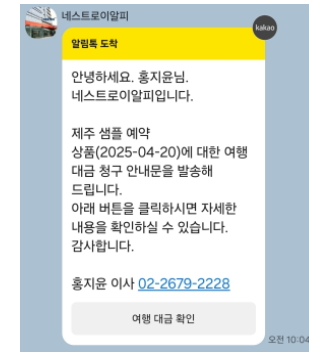 네스트로이알피
kakao
알림톡 도착
안녕하세요. 홍지윤님.
네스트로이알피입니다.
제주 샘플 예약
상품(2025-04-20)에 대한 여행
대금 청구 안내문을 발송해
드립니다.
아래 버튼을 클릭하시면 자세한
내용을 확인하실 수 있습니다.
감사합니다.
홍지윤 이사 02-2679-2228
여행 대금 확인
오전 10:04